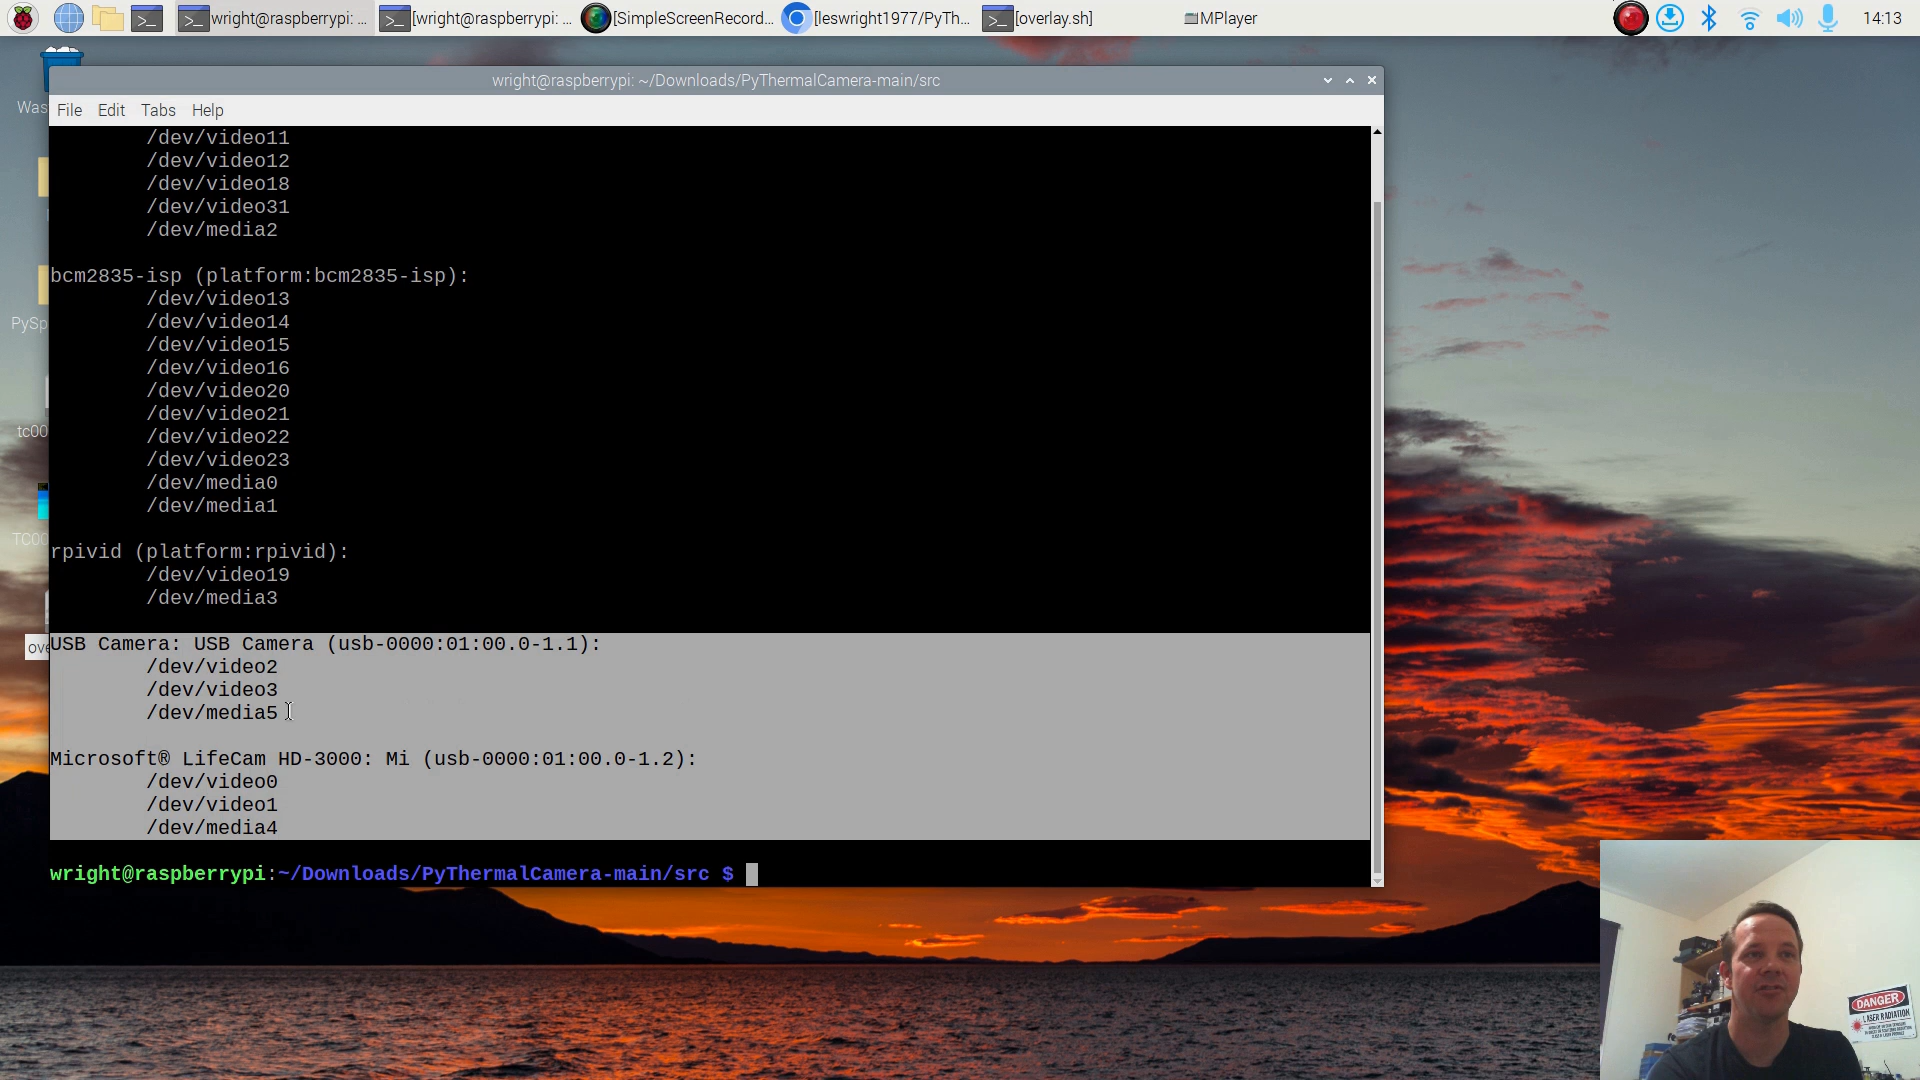 wright@raspberrypi: ...
[wright@raspberrypi: ...
[SimpleScreenRecord...
[leswright1977/PyTh...
[overlay.sh]
MPlayer
14:13
wright@raspberrypi: ~/Downloads/PyThermalCamera-main/src
File Edit Tabs Help
/dev/video11
/dev/video12
/dev/video18
/dev/video31
/dev/media2
bcm2835-isp (platform:bcm2835-isp):
/dev/video13
/dev/video14
/dev/video15
/dev/video16
/dev/video20
/dev/video21
/dev/video22
/dev/video23
/dev/media0
/dev/media1
rpivid (platform:rpivid):
/dev/video19
/dev/media3
USB Camera: USB Camera (usb-0000:01:00.0-1.1):
/dev/video2
/dev/video3
/dev/media5
Microsoft® LifeCam HD-3000: Mi (usb-0000:01:00.0-1.2):
/dev/video0
/dev/video1
/dev/media4
wright@raspberrypi:~/Downloads/PyThermalCamera-main/src $
Was
PySp
tc00
TC00
ove
DANGER
LASER RADIATION